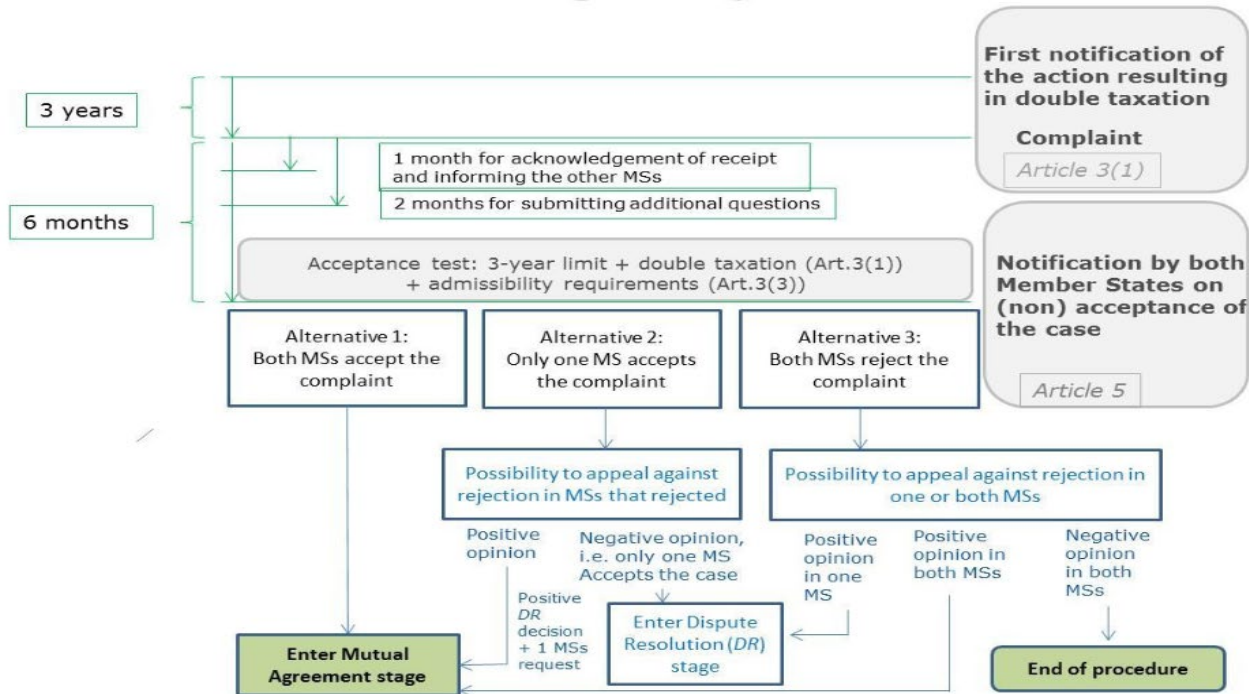 First notification of
the action resulting
in double taxation
Complaint
Article 3(1)
3 years
1 month for acknowledgement of receipt
and informing the other MSs
2 months for submitting additional questions
6 months
Acceptance test: 3-year limit + double taxation (Art.3(1))
+ admissibility requirements (Art.3(3))
Notification by both
Member States on
(non) acceptance of
the case
Article 5
Alternative 1:
Both MSs accept the
complaint
Alternative 2:
Only one MS accepts
the complaint
Alternative 3:
Both MSs reject the
complaint
Possibility to appeal against
rejection in MSs that rejected
Possibility to appeal against rejection in
one or both MSs
Positive
opinion
Negative opinion,
i.e. only one MS
Accepts the case
Positive
opinion
in one
MS
Positive
opinion in
both MSs
Negative
opinion
in both
MSs
Positive
DR
decision
+ 1 MSs
request
Enter Dispute
Resolution (DR)
stage
Enter Mutual
Agreement stage
End of procedure